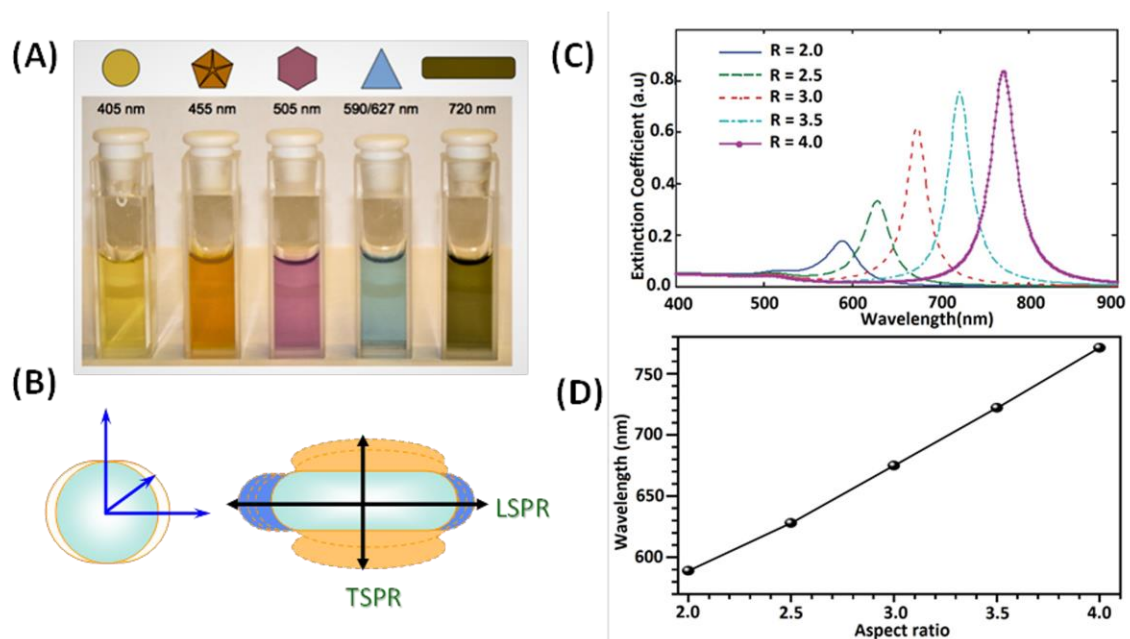 (A)
405 nm 455 nm 505 nm 590/627 nm 720 nm
(B)
LSPR
TSPR
(C)
Extinction Coefficient (a.u)
0.8
0.6
0.4
0.2
0.0
R = 2.0
R = 2.5
R = 3.0
R = 3.5
R = 4.0
400 500 600 700 800 900
Wavelength(nm)
(D)
Wavelength (nm)
750
700
650
600
2.0 2.5 3.0 3.5 4.0
Aspect ratio